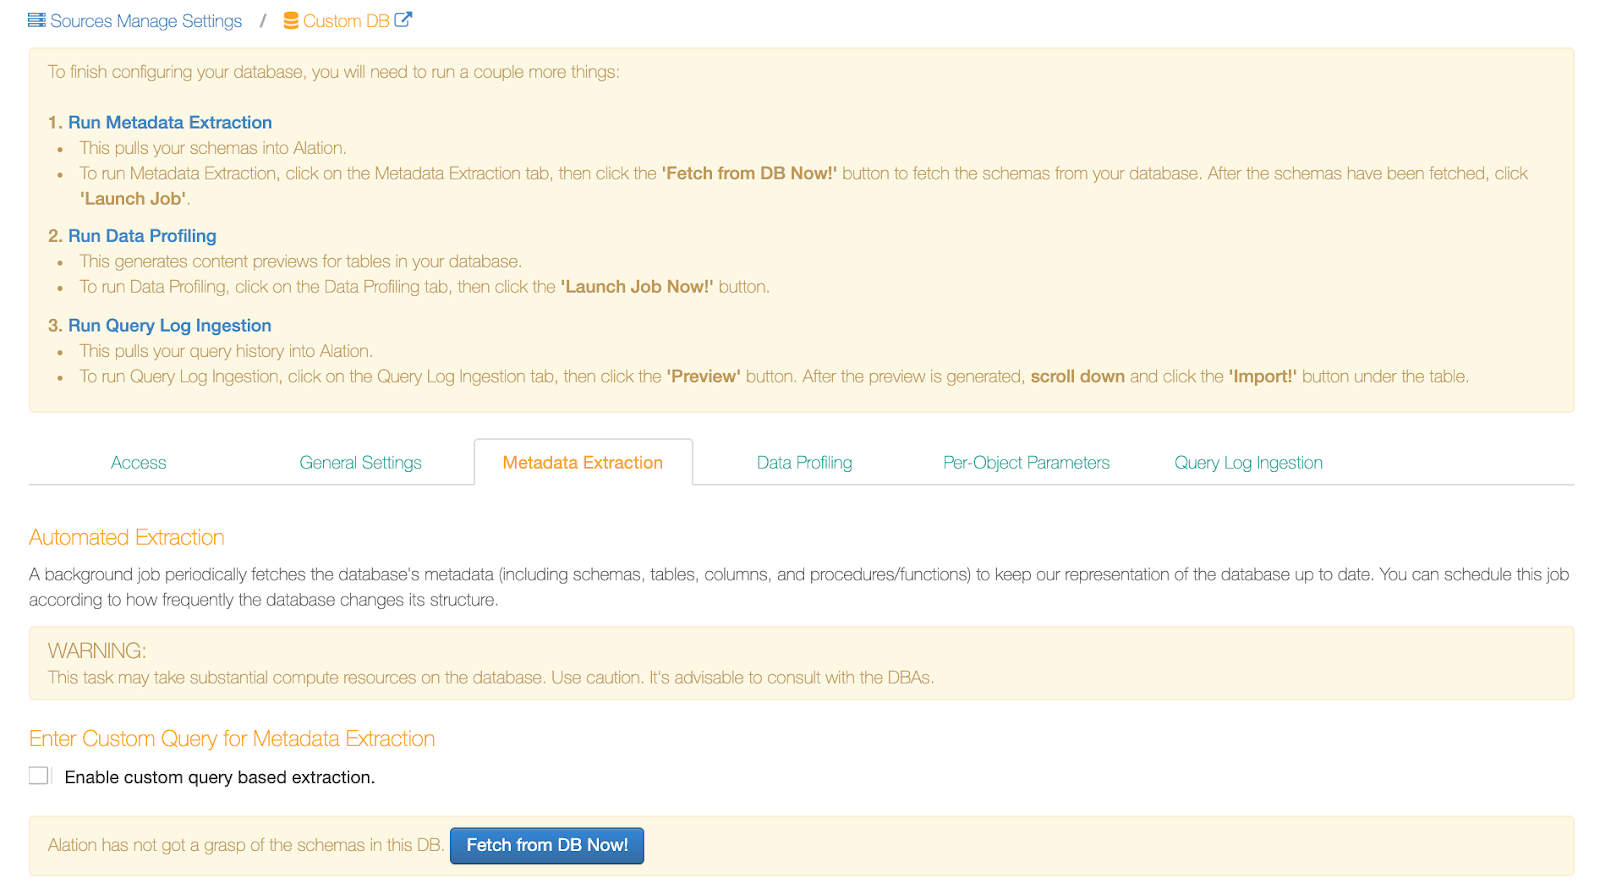 Sources Manage Settings / Custom DB
To finish configuring your database, you will need to run a couple more things:
1. Run Metadata Extraction
• This pulls your schemas into Alation.
• To run Metadata Extraction, click on the Metadata Extraction tab, then click the 'Fetch from DB Now!' button to fetch the schemas from your database. After the schemas have been fetched, click
'Launch Job'.
2. Run Data Profiling
• This generates content previews for tables in your database.
• To run Data Profiling, click on the Data Profiling tab, then click the 'Launch Job Now!' button.
3. Run Query Log Ingestion
• This pulls your query history into Alation.
• To run Query Log Ingestion, click on the Query Log Ingestion tab, then click the 'Preview' button. After the preview is generated, scroll down and click the 'Import!' button under the table.
Access General Settings Metadata Extraction Data Profiling Per-Object Parameters Query Log Ingestion
Automated Extraction
A background job periodically fetches the database's metadata (including schemas, tables, columns, and procedures/functions) to keep our representation of the database up to date. You can schedule this job
according to how frequently the database changes its structure.
WARNING:
This task may take substantial compute resources on the database. Use caution. It's advisable to consult with the DBAs.
Enter Custom Query for Metadata Extraction
Enable custom query based extraction.
Alation has not got a grasp of the schemas in this DB. Fetch from DB Now!